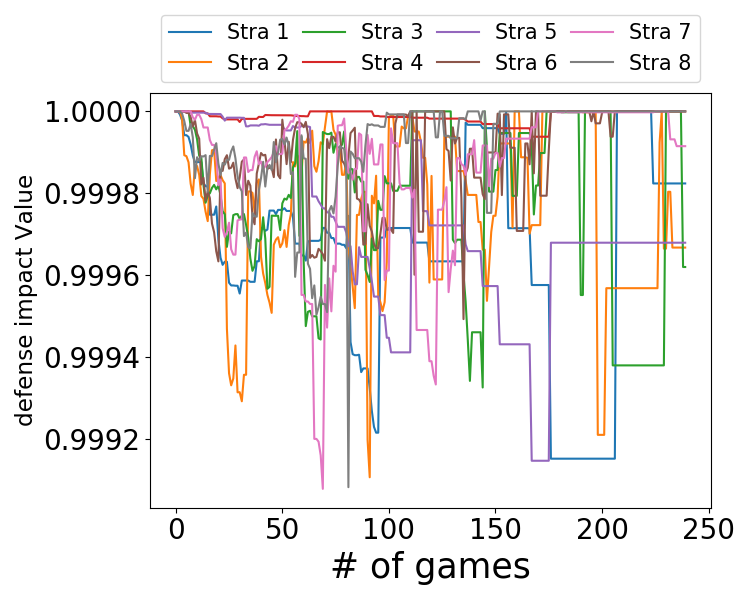 Stra 1 Stra 3 Stra 5 Stra 7
Stra 2 Stra 4 Stra 6 Stra 8
defense impact Value
1.0000
0.9998
0.9996
0.9994
0.9992
0 50 100 150 200 250
# of games